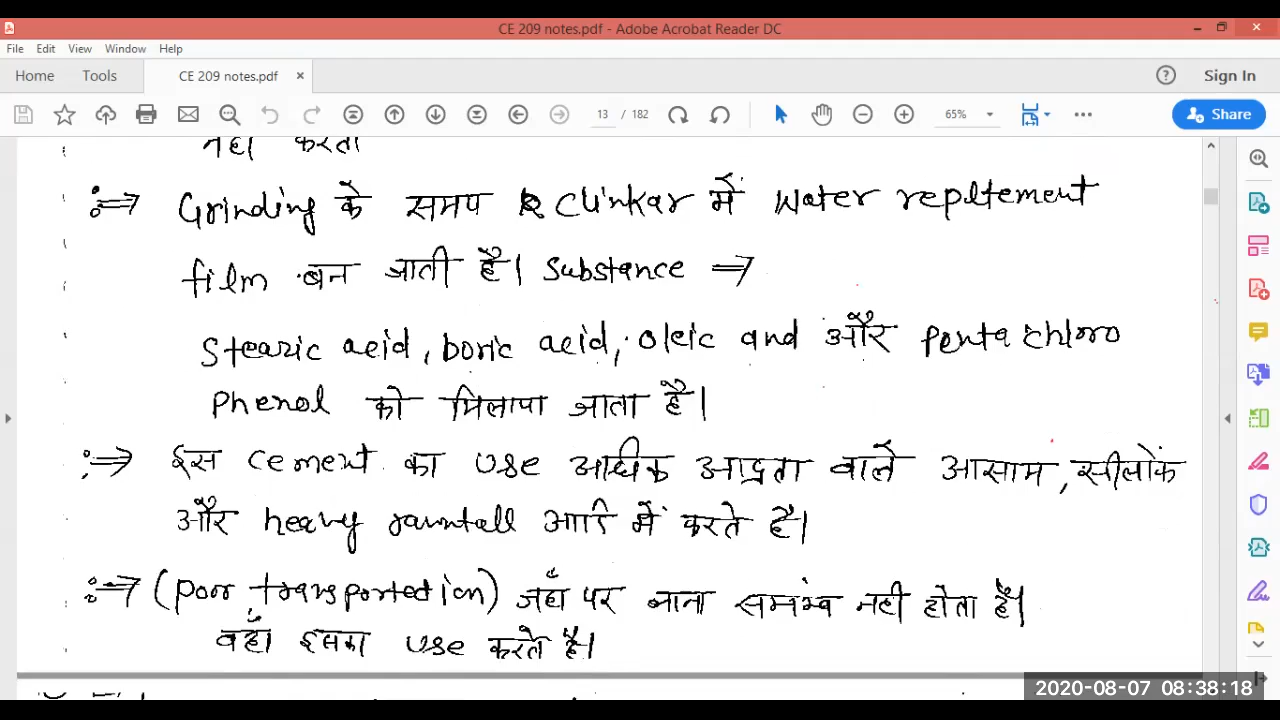 CE 209 notes.pdf - Adobe Acrobat Reader DC
File Edit View Window Help
Home Tools CE 209 notes.pdf × Sign In
13 / 182 65% Share
नहीं करता
Grinding के समय Clinkar में Water repltement
film बन जाती है। Substance ⇒
Stearic acid, boric acid, oleic and और Penta chloro
Phenol को मिलाया जाता है।
⇒ इस cement का use अधिक आद्रता वाले आसाम, सीलोंक
और heavy rainfall आदि में करते है।
⇒ (poor transportedion) जहाँ पर जाना समंभ्व नही होता है।
वहाँ इसका use करते है।
2020-08-07 08:38:18